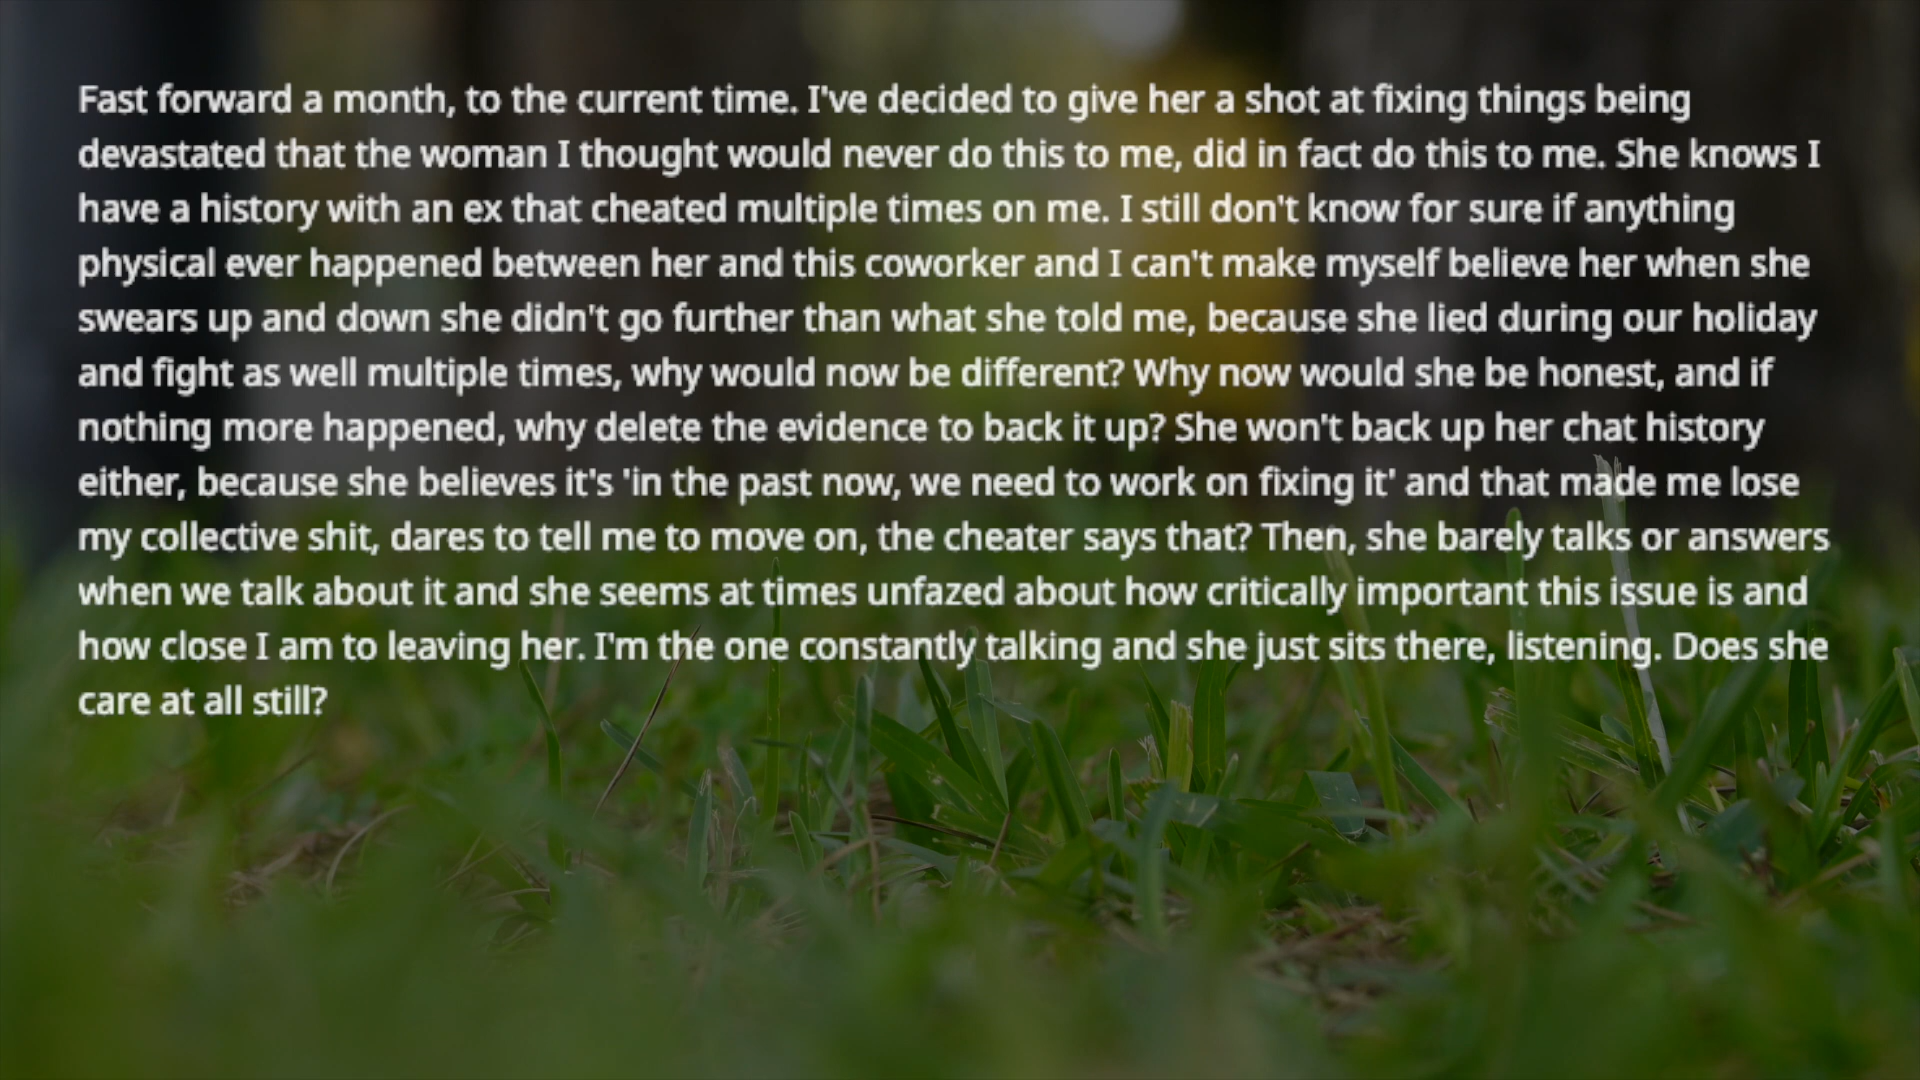 Fast forward a month, to the current time. I've decided to give her a shot at fixing things being
devastated that the woman I thought would never do this to me, did in fact do this to me. She knows I
have a history with an ex that cheated multiple times on me. I still don't know for sure if anything
physical ever happened between her and this coworker and I can't make myself believe her when she
swears up and down she didn't go further than what she told me, because she lied during our holiday
and fight as well multiple times, why would now be different? Why now would she be honest, and if
nothing more happened, why delete the evidence to back it up? She won't back up her chat history
either, because she believes it's 'in the past now, we need to work on fixing it' and that made me lose
my collective shit, dares to tell me to move on, the cheater says that? Then, she barely talks or answers
when we talk about it and she seems at times unfazed about how critically important this issue is and
how close I am to leaving her. I'm the one constantly talking and she just sits there, listening. Does she
care at all still?